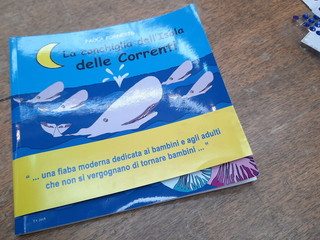 La conchiglia dell'Isola
delle Correnti
" ... una fiaba moderna dedicata ai bambini e agli adulti
che non si vergognano di tornare bambini ... "